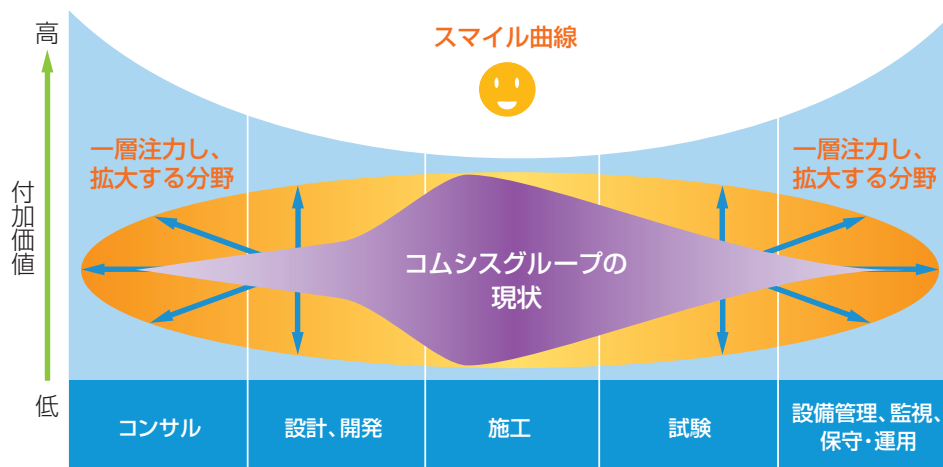 高
スマイル曲線
一層注力し、
拡大する分野
一層注力し、
拡大する分野
付加価値
コムシスグループの
現状
低
コンサル
設計、開発
施工
試験
設備管理、監視、
保守・運用